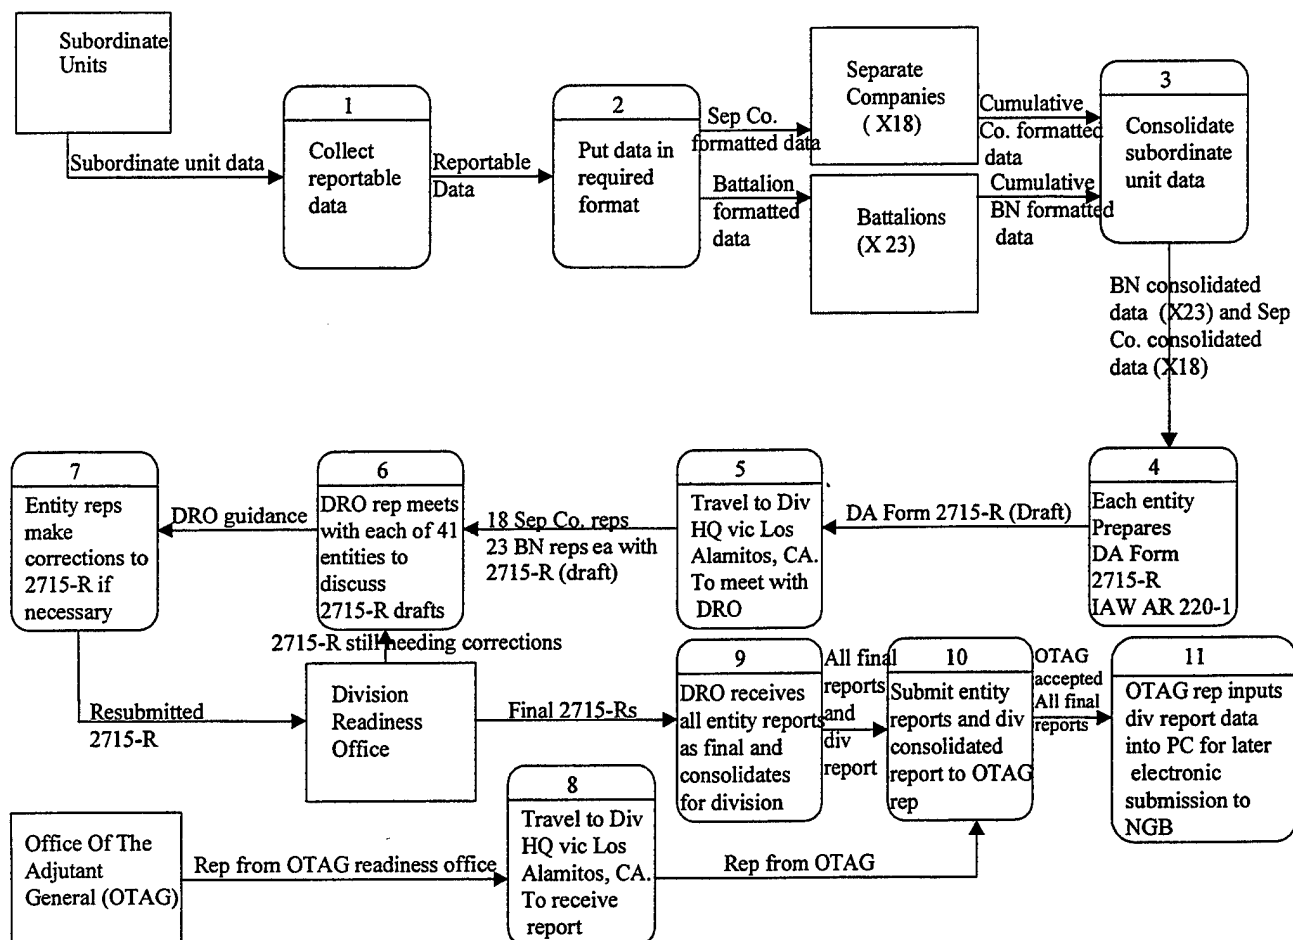 Subordinate
Units
Subordinate unit data
1
Collect
reportable
data
Reportable
Data
2
Put data in
required
format
Sep Co.
formatted data
Battalion
formatted
data
Separate
Companies
( X18)
Battalions
(X 23)
Cumulative
Co. formatted
data
Cumulative
BN formatted
data
3
Consolidate
subordinate
unit data
BN consolidated
data (X23) and Sep
Co. consolidated
data (X18)
4
Each entity
Prepares
DA Form
2715-R
IAW AR 220-1
DA Form 2715-R (Draft)
5
Travel to Div
HQ vic Los
Alamitos, CA.
To meet with
DRO
18 Sep Co. reps
23 BN reps ea with
2715-R (draft)
6
DRO rep meets
with each of 41
entities to
discuss
2715-R drafts
DRO guidance
7
Entity reps
make
corrections to
2715-R if
necessary
2715-R still needing corrections
Resubmitted
2715-R
Division
Readiness
Office
Final 2715-Rs
9
DRO receives
all entity reports
as final and
consolidates
for division
All final
reports
and
div
report
10
Submit entity
reports and div
consolidated
report to OTAG
rep
OTAG
accepted
All final
reports
11
OTAG rep inputs
div report data
into PC for later
electronic
submission to
NGB
Office Of The
Adjutant
General (OTAG)
Rep from OTAG readiness office
8
Travel to Div
HQ vic Los
Alamitos, CA.
To receive
report
Rep from OTAG